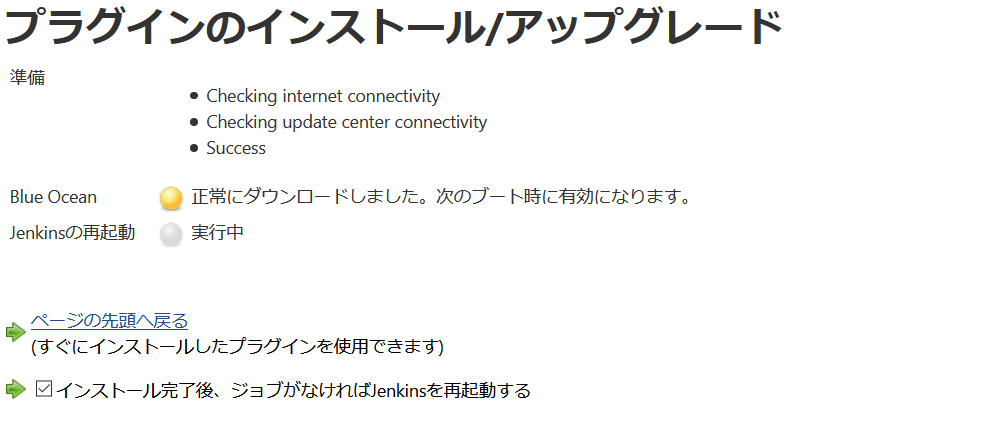 プラグインのインストール/アップグレード
準備
Checking internet connectivity
Checking update center connectivity
Success
Blue Ocean 正常にダウンロードしました。次のブート時に有効になります。
Jenkinsの再起動 実行中
ページの先頭へ戻る
(すぐにインストールしたプラグインを使用できます)
インストール完了後、ジョブがなければJenkinsを再起動する